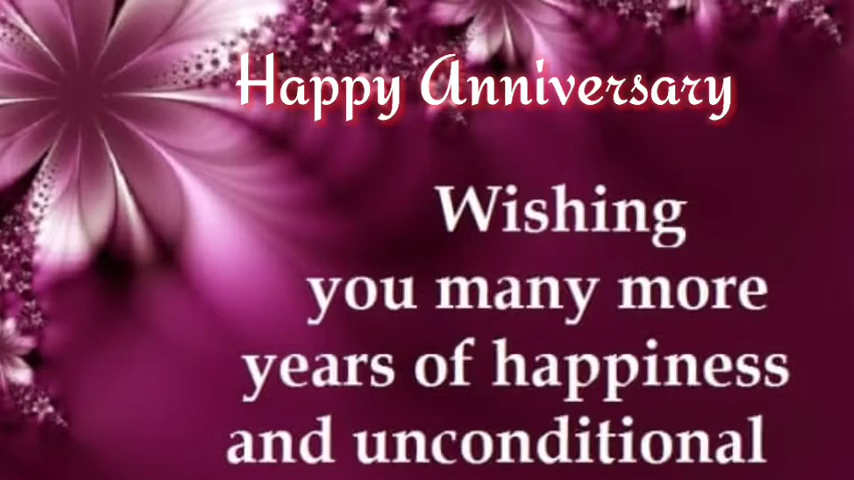 Happy Anniversary
Wishing
you many more
years of happiness
and unconditional